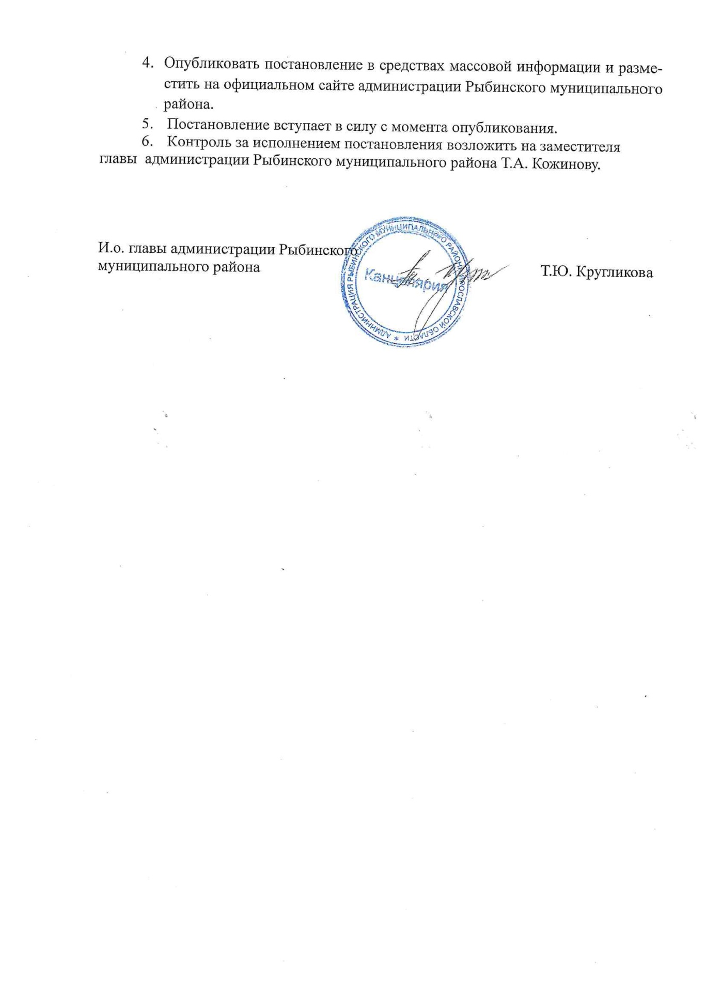 4. Опубликовать постановление в средствах массовой информации и разме-
стить на официальном сайте администрации Рыбинского муниципального
района.
5. Постановление вступает в силу с момента опубликования.
6. Контроль за исполнением постановления возложить на заместителя
главы администрации Рыбинского муниципального района Т.А. Кожинову.
И.о. главы администрации Рыбинского
муниципального района
АДМИНИСТРАЦИЯ РЫБИНСКОГО МУНИЦИПАЛЬНОГО РАЙОНА ЯРОСЛАВСКОЙ ОБЛАСТИ *
Канцелярия
Т.Ю. Кругликова